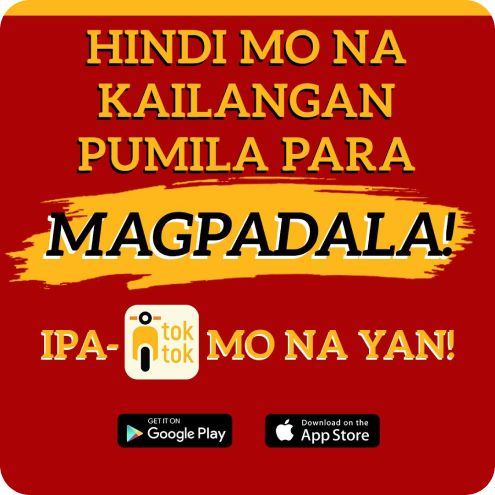 HINDI MO NA
KAILANGAN
PUMILA PARA
MAGPADALA!
IPA- tok tok MO NA YAN!
GET IT ON
Google Play
Download on the
App Store